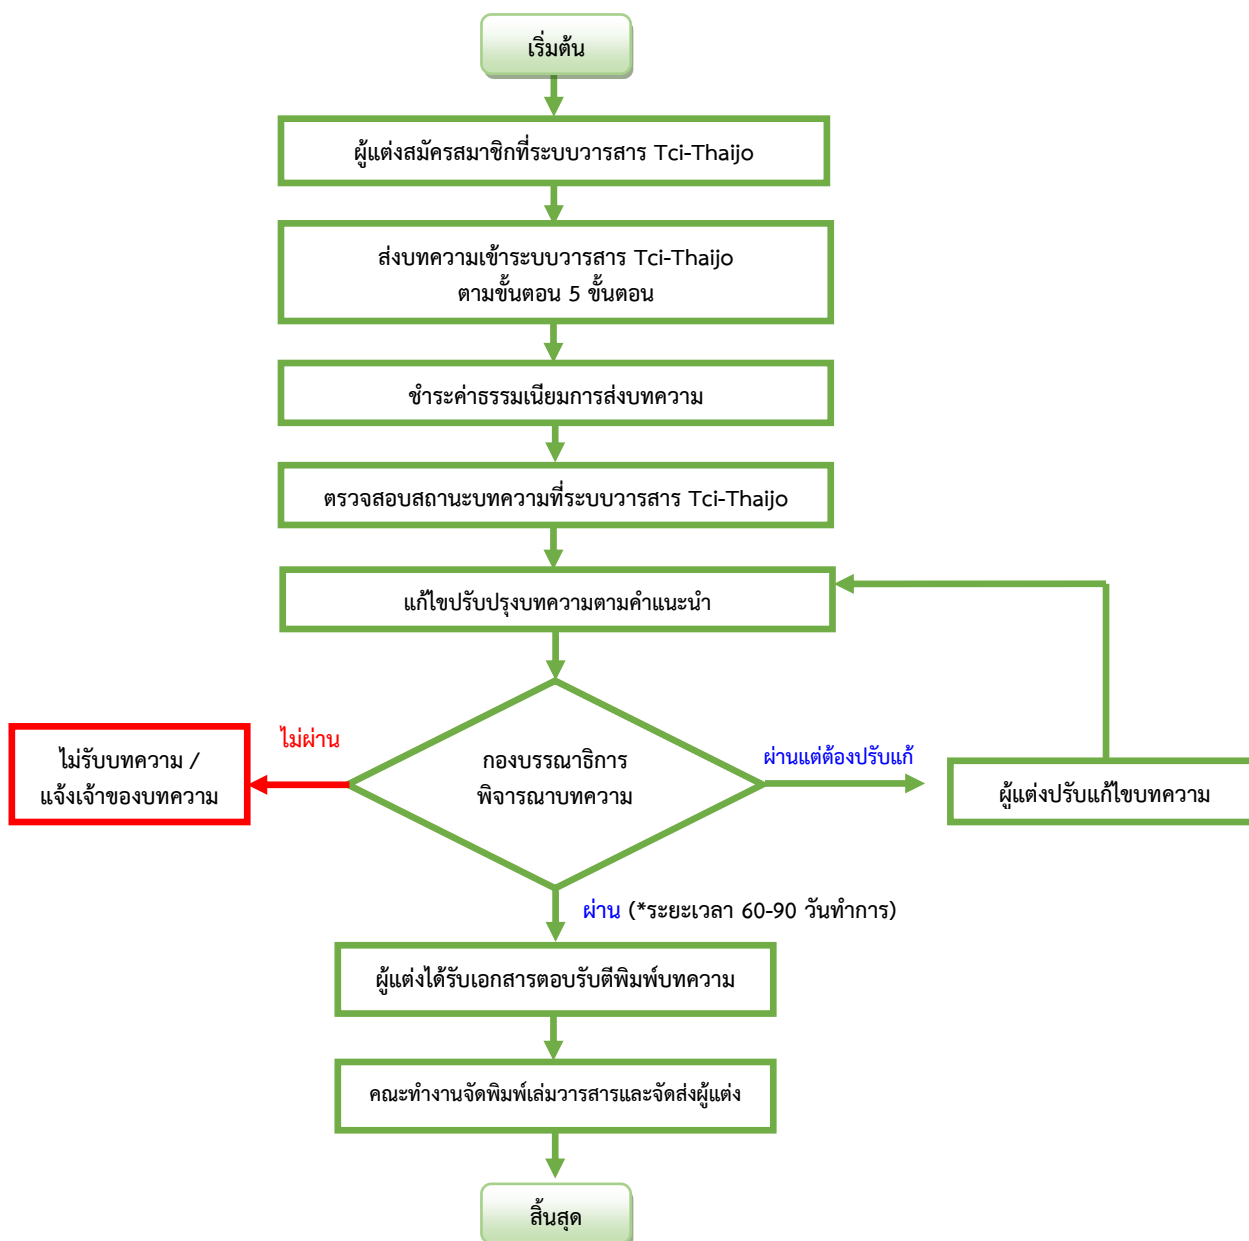 เริ่มต้น
ผู้แต่งสมัครสมาชิกที่ระบบวารสาร Tci-Thaijo
ส่งบทความเข้าระบบวารสาร Tci-Thaijo
ตามขั้นตอน 5 ขั้นตอน
ชำระค่าธรรมเนียมการส่งบทความ
ตรวจสอบสถานะบทความที่ระบบวารสาร Tci-Thaijo
แก้ไขปรับปรุงบทความตามคำแนะนำ
ไม่ผ่าน
ไม่รับบทความ /
แจ้งเจ้าของบทความ
กองบรรณาธิการ
พิจารณาบทความ
ผ่านแต่ต้องปรับแก้
ผู้แต่งปรับแก้ไขบทความ
ผ่าน (*ระยะเวลา 60-90 วันทำการ)
ผู้แต่งได้รับเอกสารตอบรับตีพิมพ์บทความ
คณะทำงานจัดพิมพ์เล่มวารสารและจัดส่งผู้แต่ง
สิ้นสุด